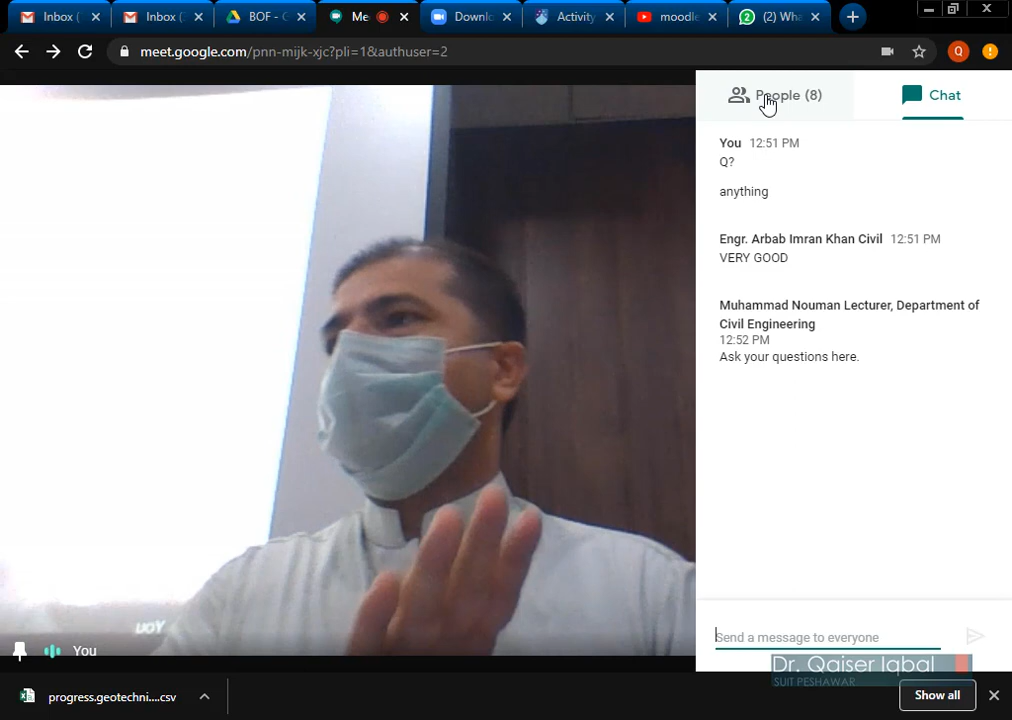 Inbox (
Inbox (
BOF - G
Me
Downl
Activity
moodle
(2) Wha
meet.google.com/pnn-mijk-xjc?pli=1&authuser=2
Q
People (8)
Chat
You 12:51 PM
Q?
anything
Engr. Arbab Imran Khan Civil 12:51 PM
VERY GOOD
Muhammad Nouman Lecturer, Department of
Civil Engineering
12:52 PM
Ask your questions here.
You
You
Send a message to everyone
Dr. Qaiser Iqbal
SUIT PESHAWAR
progress.geotechni....csv
Show all